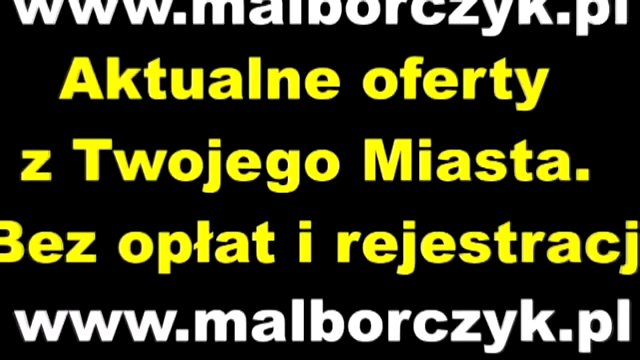 www.malborczyk.pl
Aktualne oferty
z Twojego Miasta.
Bez opłat i rejestracj
www.malborczyk.pl